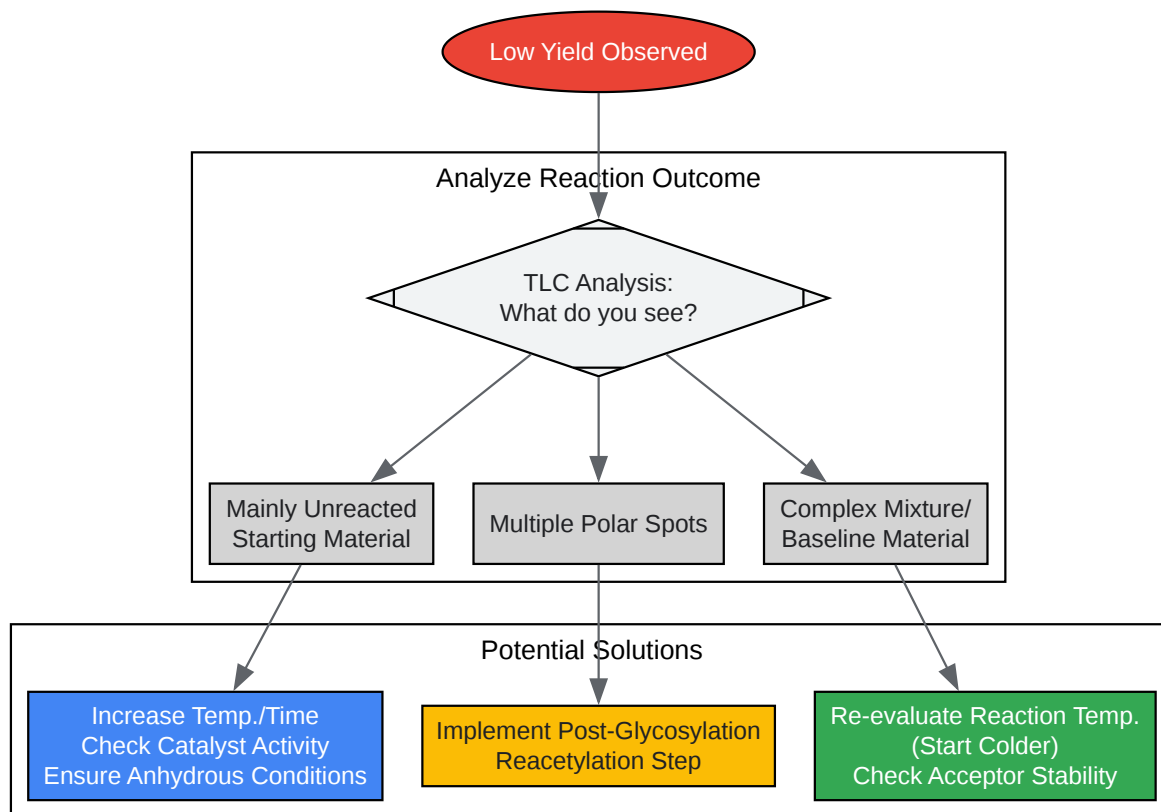 Low Yield Observed
Analyze Reaction Outcome
TLC Analysis:
What do you see?
Mainly Unreacted
Starting Material
Multiple Polar Spots
Complex Mixture/
Baseline Material
Potential Solutions
Increase Temp./Time
Check Catalyst Activity
Ensure Anhydrous Conditions
Implement Post-Glycosylation
Reacetylation Step
Re-evaluate Reaction Temp.
(Start Colder)
Check Acceptor Stability